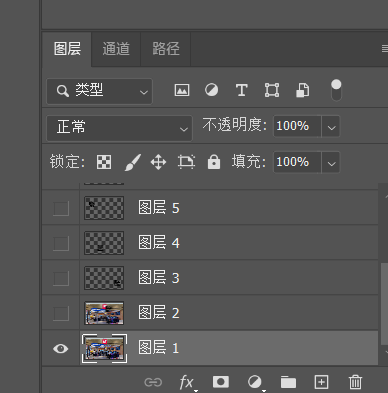 图层 通道 路径
类型
正常 不透明度: 100%
锁定: 填充: 100%
图层 5
图层 4
图层 3
图层 2
图层 1
fx